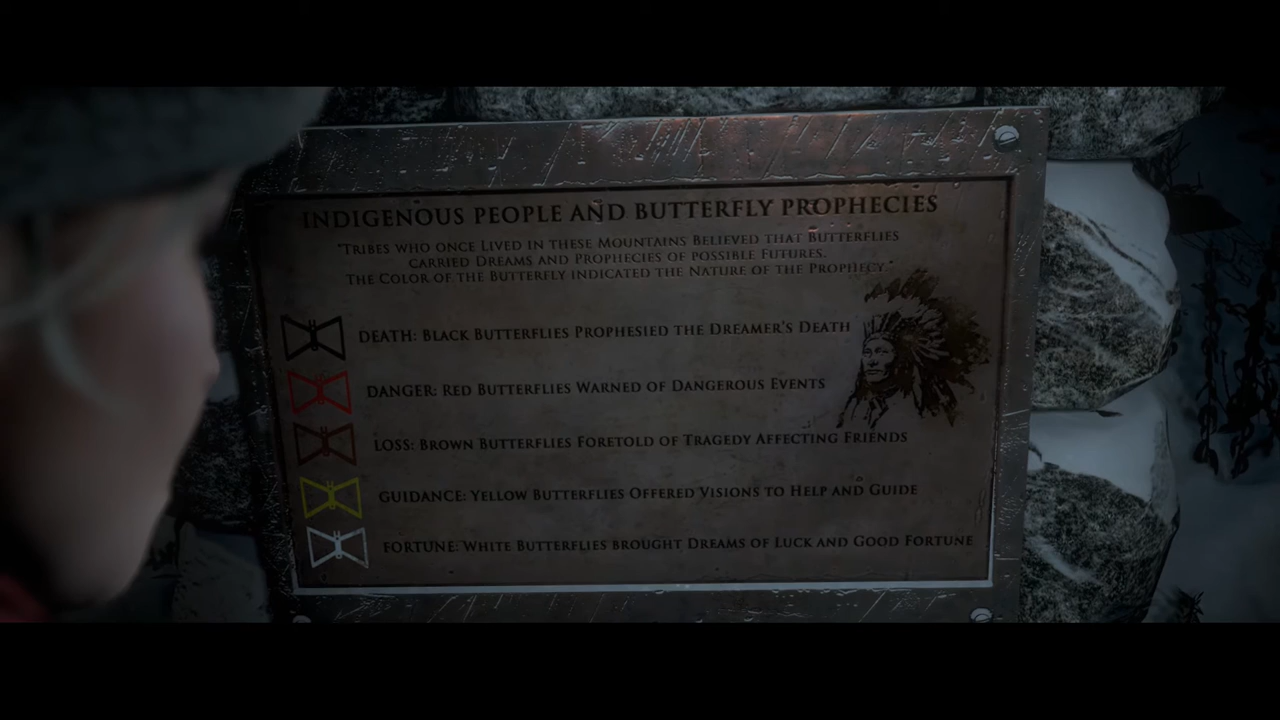 INDIGENOUS PEOPLE AND BUTTERFLY PROPHECIES
"TRIBES WHO ONCE LIVED IN THESE MOUNTAINS BELIEVED THAT BUTTERFLIES
CARRIED DREAMS AND PROPHECIES OF POSSIBLE FUTURES.
THE COLOR OF THE BUTTERFLY INDICATED THE NATURE OF THE PROPHECY."
DEATH: BLACK BUTTERFLIES PROPHESIED THE DREAMER'S DEATH
DANGER: RED BUTTERFLIES WARNED OF DANGEROUS EVENTS
LOSS: BROWN BUTTERFLIES FORETOLD OF TRAGEDY AFFECTING FRIENDS
GUIDANCE: YELLOW BUTTERFLIES OFFERED VISIONS TO HELP AND GUIDE
FORTUNE: WHITE BUTTERFLIES BROUGHT DREAMS OF LUCK AND GOOD FORTUNE